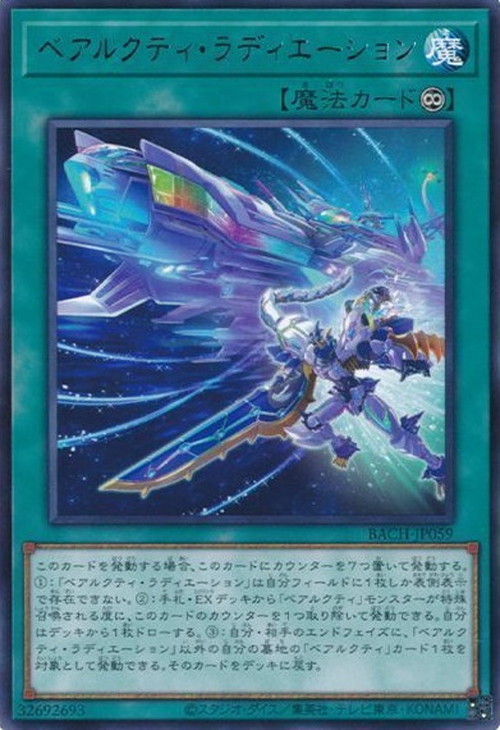 ベアルクティ・ラディエーション
魔
【魔法カード】
BACH-JP059
このカードを発動する場合、このカードにカウンターを7つ置いて発動する。
①：「ベアルクティ・ラディエーション」は自分フィールドに1枚しか表側表示
で存在できない。②：手札・EXデッキから「ベアルクティ」モンスターが特殊
召喚される度に、このカードのカウンターを1つ取り除いて発動できる。自分
はデッキから1枚ドローする。③：自分・相手のエンドフェイズに、「ベアルクテ
ィ・ラディエーション」以外の自分の墓地の「ベアルクティ」カード1枚を
対象として発動できる。そのカードをデッキに戻す。
32692693
©スタジオ・ダイス／集英社・テレビ東京・KONAMI